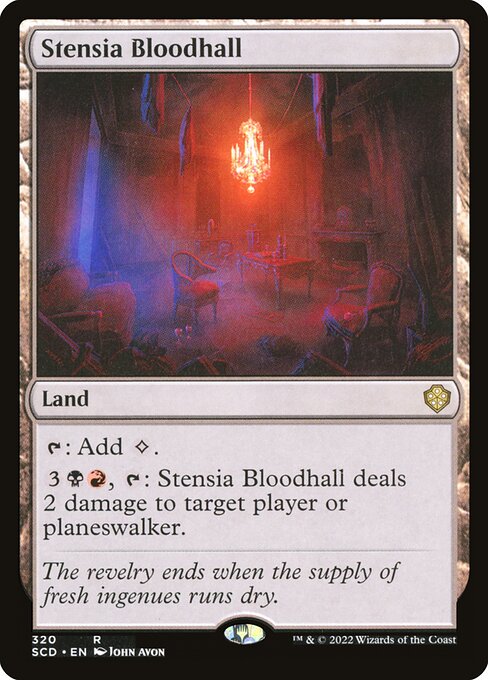 Stensia Bloodhall
Land
: Add .
3, : Stensia Bloodhall deals
2 damage to target player or
planeswalker.
The revelry ends when the supply of
fresh ingenues runs dry.
320 R
SCD • EN JOHN AVON
™ & © 2022 Wizards of the Coast